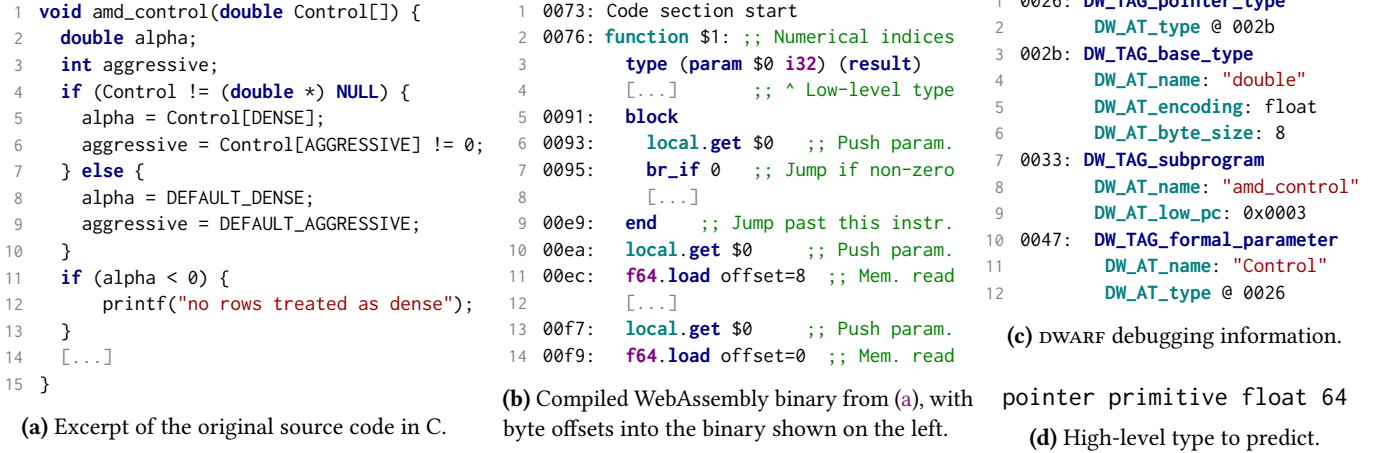 1 void amd_control(double Control[]) {
2 double alpha;
3 int aggressive;
4 if (Control != (double *) NULL) {
5 alpha = Control[DENSE];
6 aggressive = Control[AGGRESSIVE] != 0;
7 } else {
8 alpha = DEFAULT_DENSE;
9 aggressive = DEFAULT_AGGRESSIVE;
10 }
11 if (alpha < 0) {
12 printf("no rows treated as dense");
13 }
14 [...]
15 }
(a) Excerpt of the original source code in C.
1 0073: Code section start
2 0076: function $1: ;; Numerical indices
3 type (param $0 i32) (result)
4 [...] ;; ^ Low-level type
5 0091: block
6 0093: local.get $0 ;; Push param.
7 0095: br_if 0 ;; Jump if non-zero
8 [...]
9 00e9: end ;; Jump past this instr.
10 00ea: local.get $0 ;; Push param.
11 00ec: f64.load offset=8 ;; Mem. read
12 [...]
13 00f7: local.get $0 ;; Push param.
14 00f9: f64.load offset=0 ;; Mem. read
(b) Compiled WebAssembly binary from (a), with
byte offsets into the binary shown on the left.
1 0026: DW_TAG_pointer_type
2 DW_AT_type @ 002b
3 002b: DW_TAG_base_type
4 DW_AT_name: "double"
5 DW_AT_encoding: float
6 DW_AT_byte_size: 8
7 0033: DW_TAG_subprogram
8 DW_AT_name: "amd_control"
9 DW_AT_low_pc: 0x0003
10 0047: DW_TAG_formal_parameter
11 DW_AT_name: "Control"
12 DW_AT_type @ 0026
(c) DWARF debugging information.
pointer primitive float 64
(d) High-level type to predict.